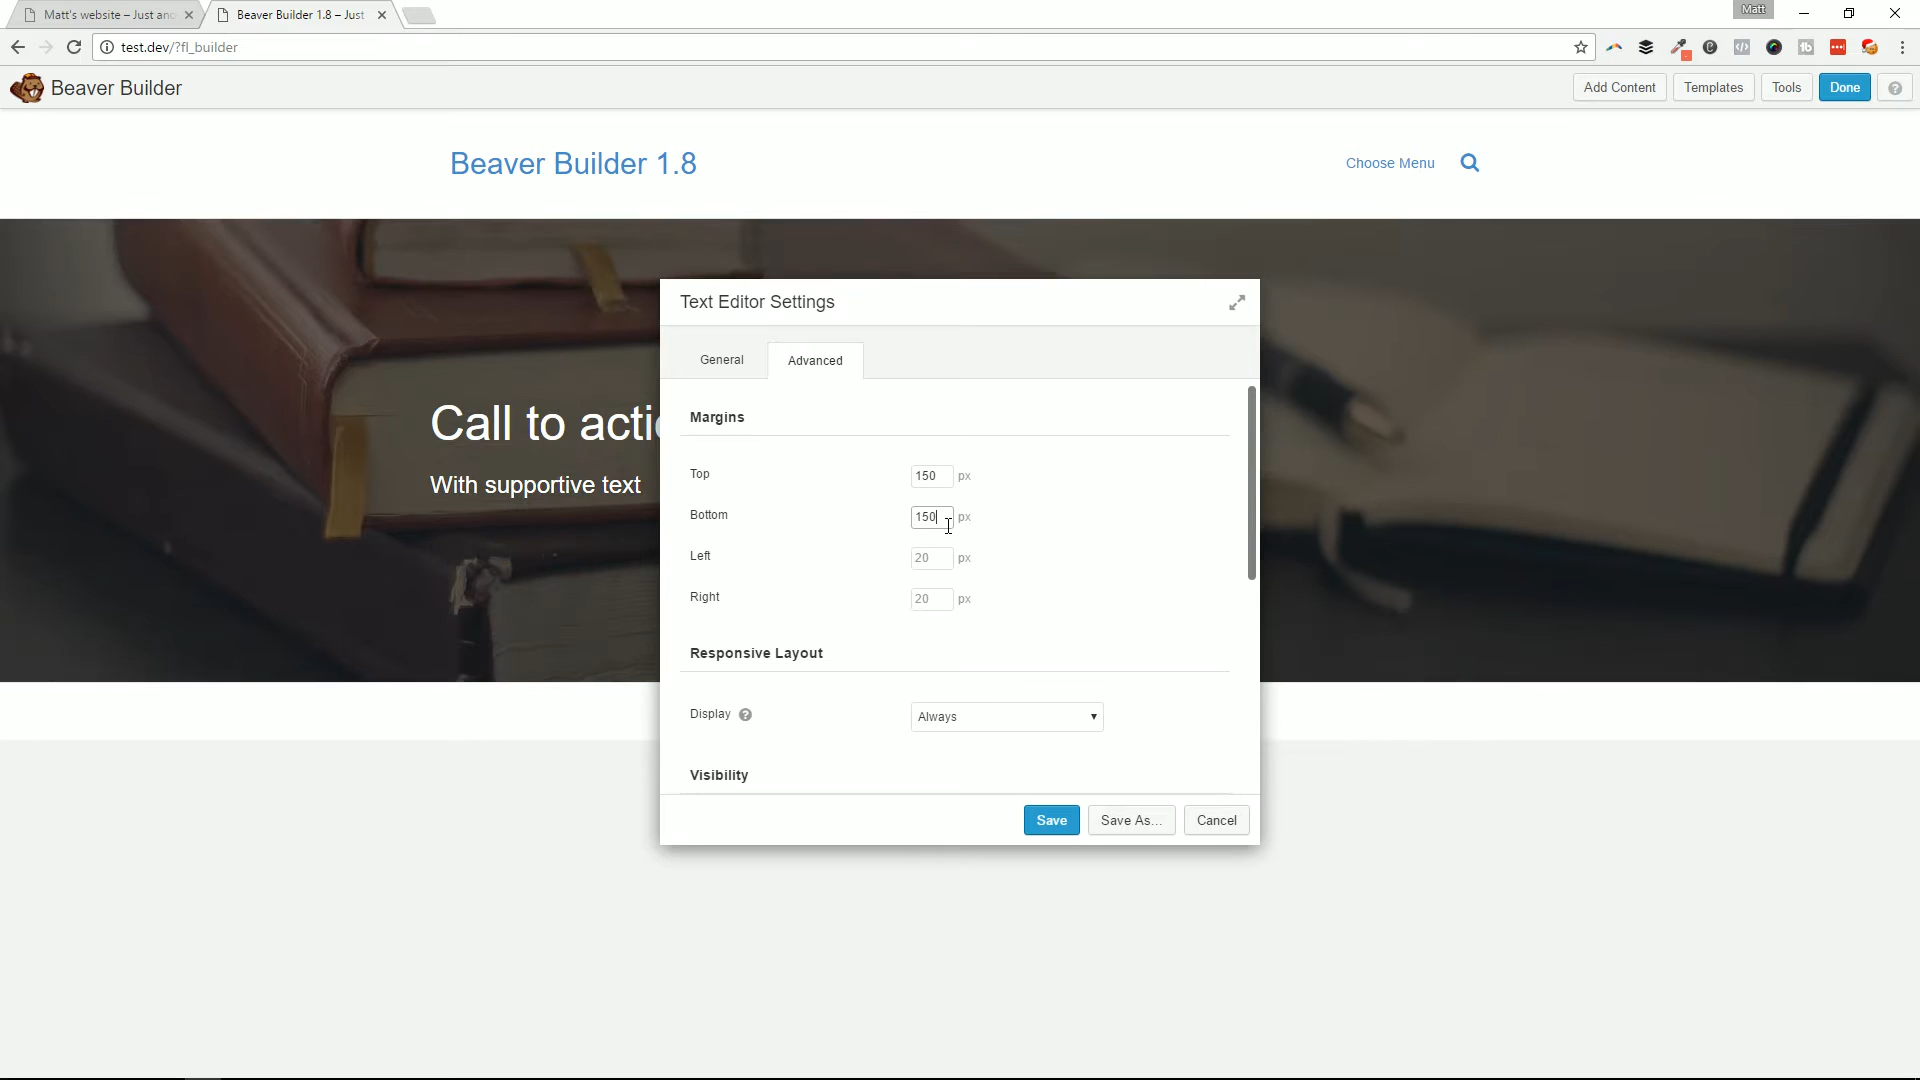 Matt's website – Just an
Beaver Builder 1.8 – Just
Matt
test.dev/?fl_builder
Beaver Builder
Add Content
Templates
Tools
Done
?
Beaver Builder 1.8
Choose Menu
Call to actio
With supportive text
Text Editor Settings
General
Advanced
Margins
Top 150 px
Bottom 150 px
Left 20 px
Right 20 px
Responsive Layout
Display ? Always
Visibility
Save
Save As...
Cancel